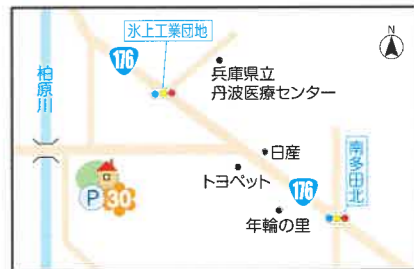 氷上工業団地
N
176
兵庫県立
丹波医療センター
柏原川
日産
トヨペット
南多田北
176
P 30
年輪の里